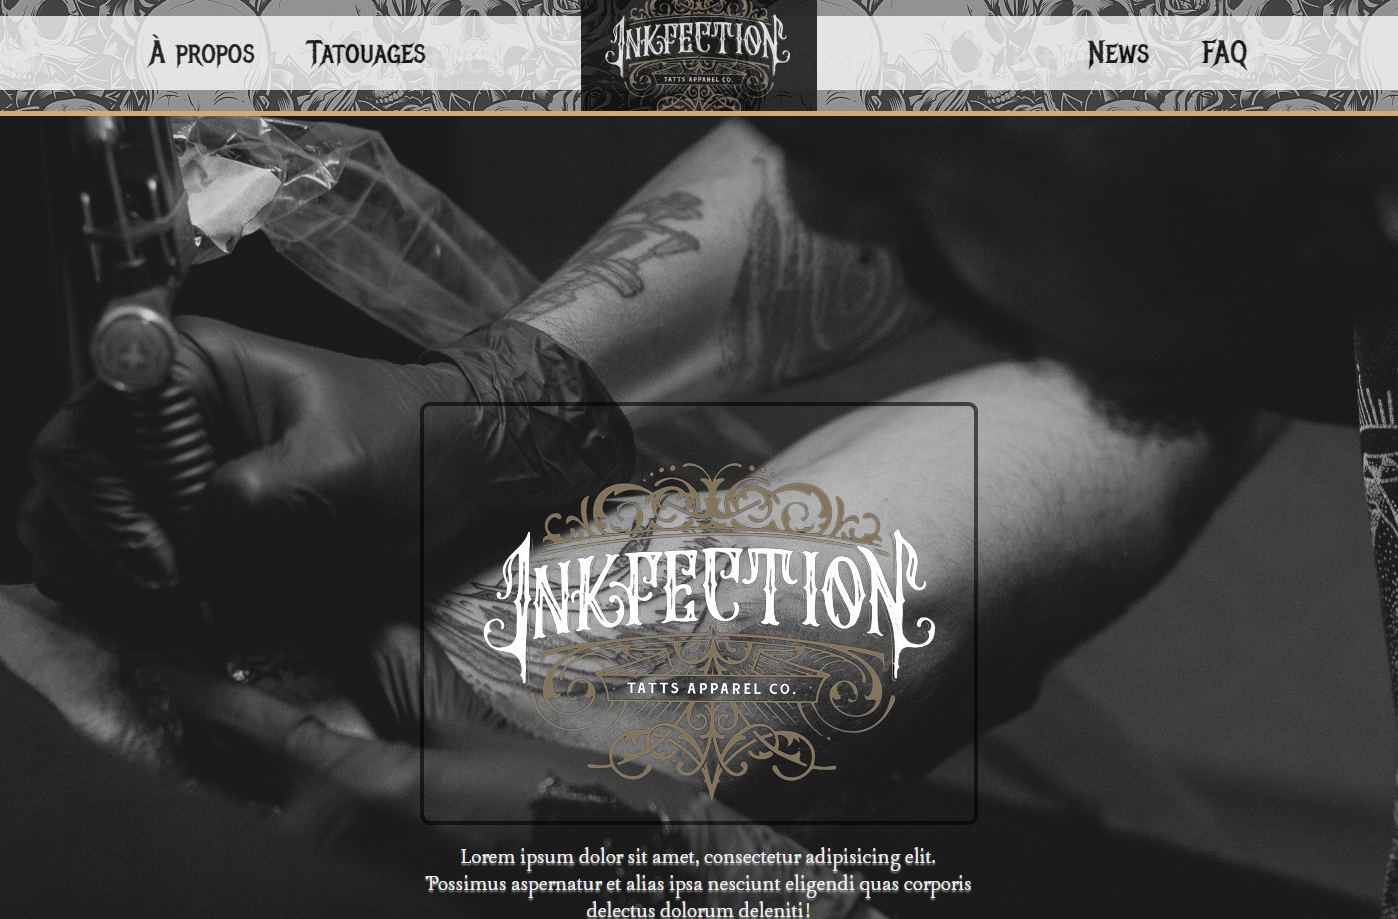 À propos
Tatouages
INKFECTION
TATTS APPAREL CO.
News
FAQ
INKFECTION
TATTS APPAREL CO.
Lorem ipsum dolor sit amet, consectetur adipisicing elit.
Possimus aspernatur et alias ipsa nesciunt eligendi quas corporis
delectus dolorum deleniti!